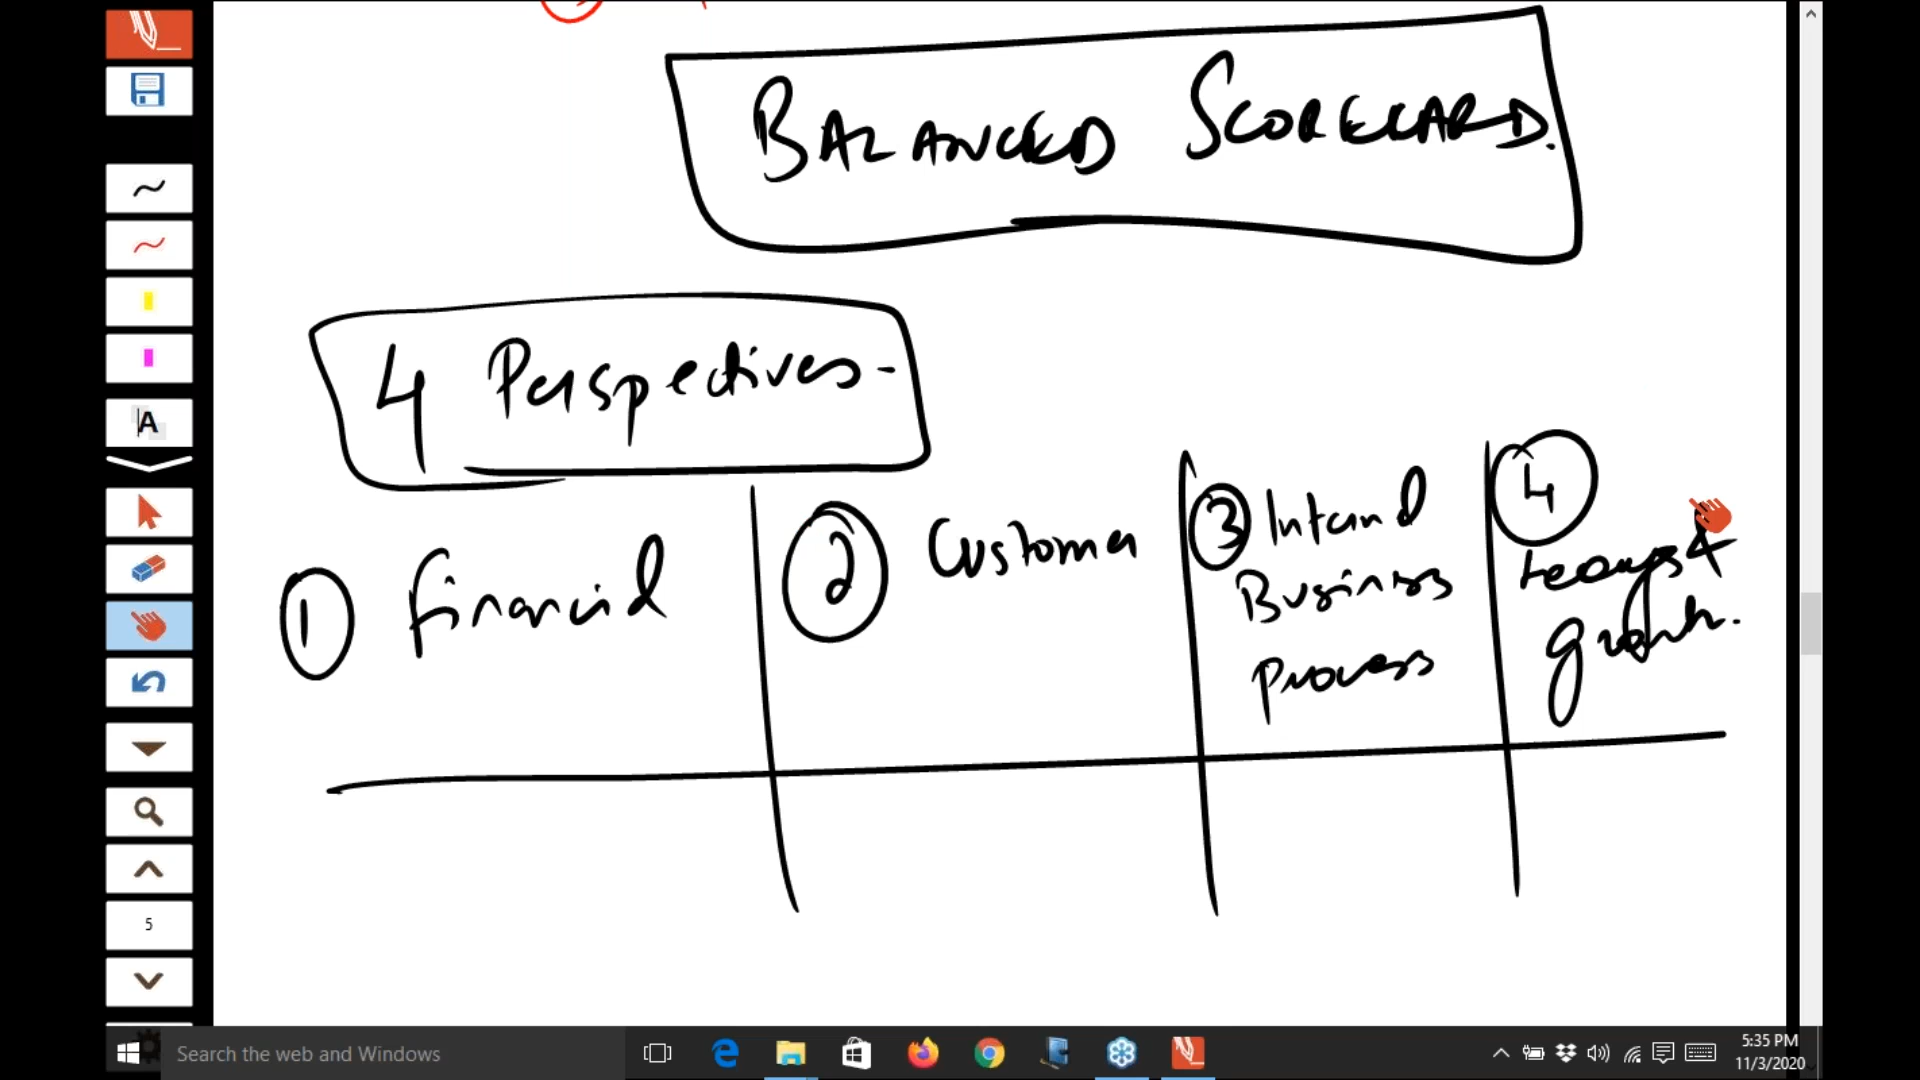 BALANCED SCORECARD.
4 Perspectives-
1 financial
2 Customer
3 Internal
Business
Process
4
Learning &
growth.
A
5
Search the web and Windows
5:35 PM
11/3/2020